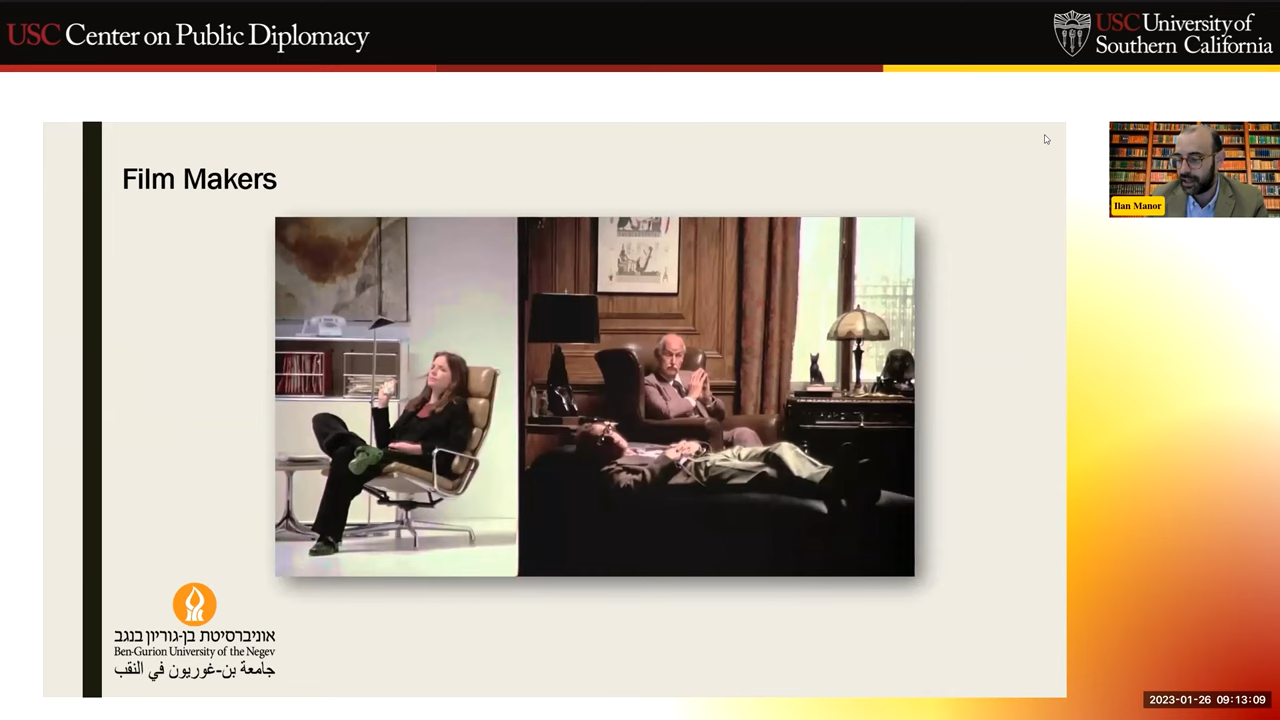 USC Center on Public Diplomacy
USC University of
Southern California
Film Makers
Ilan Manor
אוניברסיטת בן-גוריון בנגב
Ben-Gurion University of the Negev
جامعة بن-غوريون في النقب
2023-01-26 09:13:09